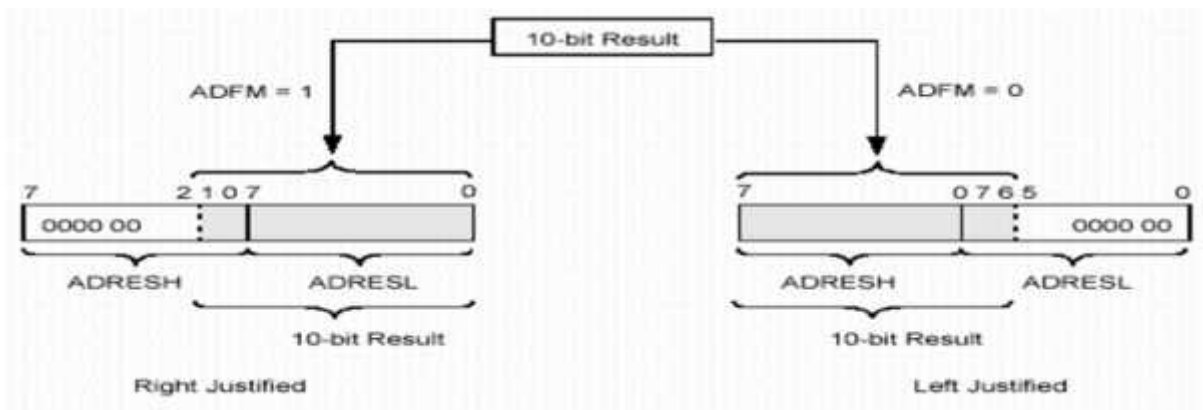 10-bit Result
ADFM = 1
ADFM = 0
7 2 1 0 7 0
7 0 7 6 5 0
0000 00
0000 00
ADRESH ADRESL
ADRESH ADRESL
10-bit Result
10-bit Result
Right Justified
Left Justified